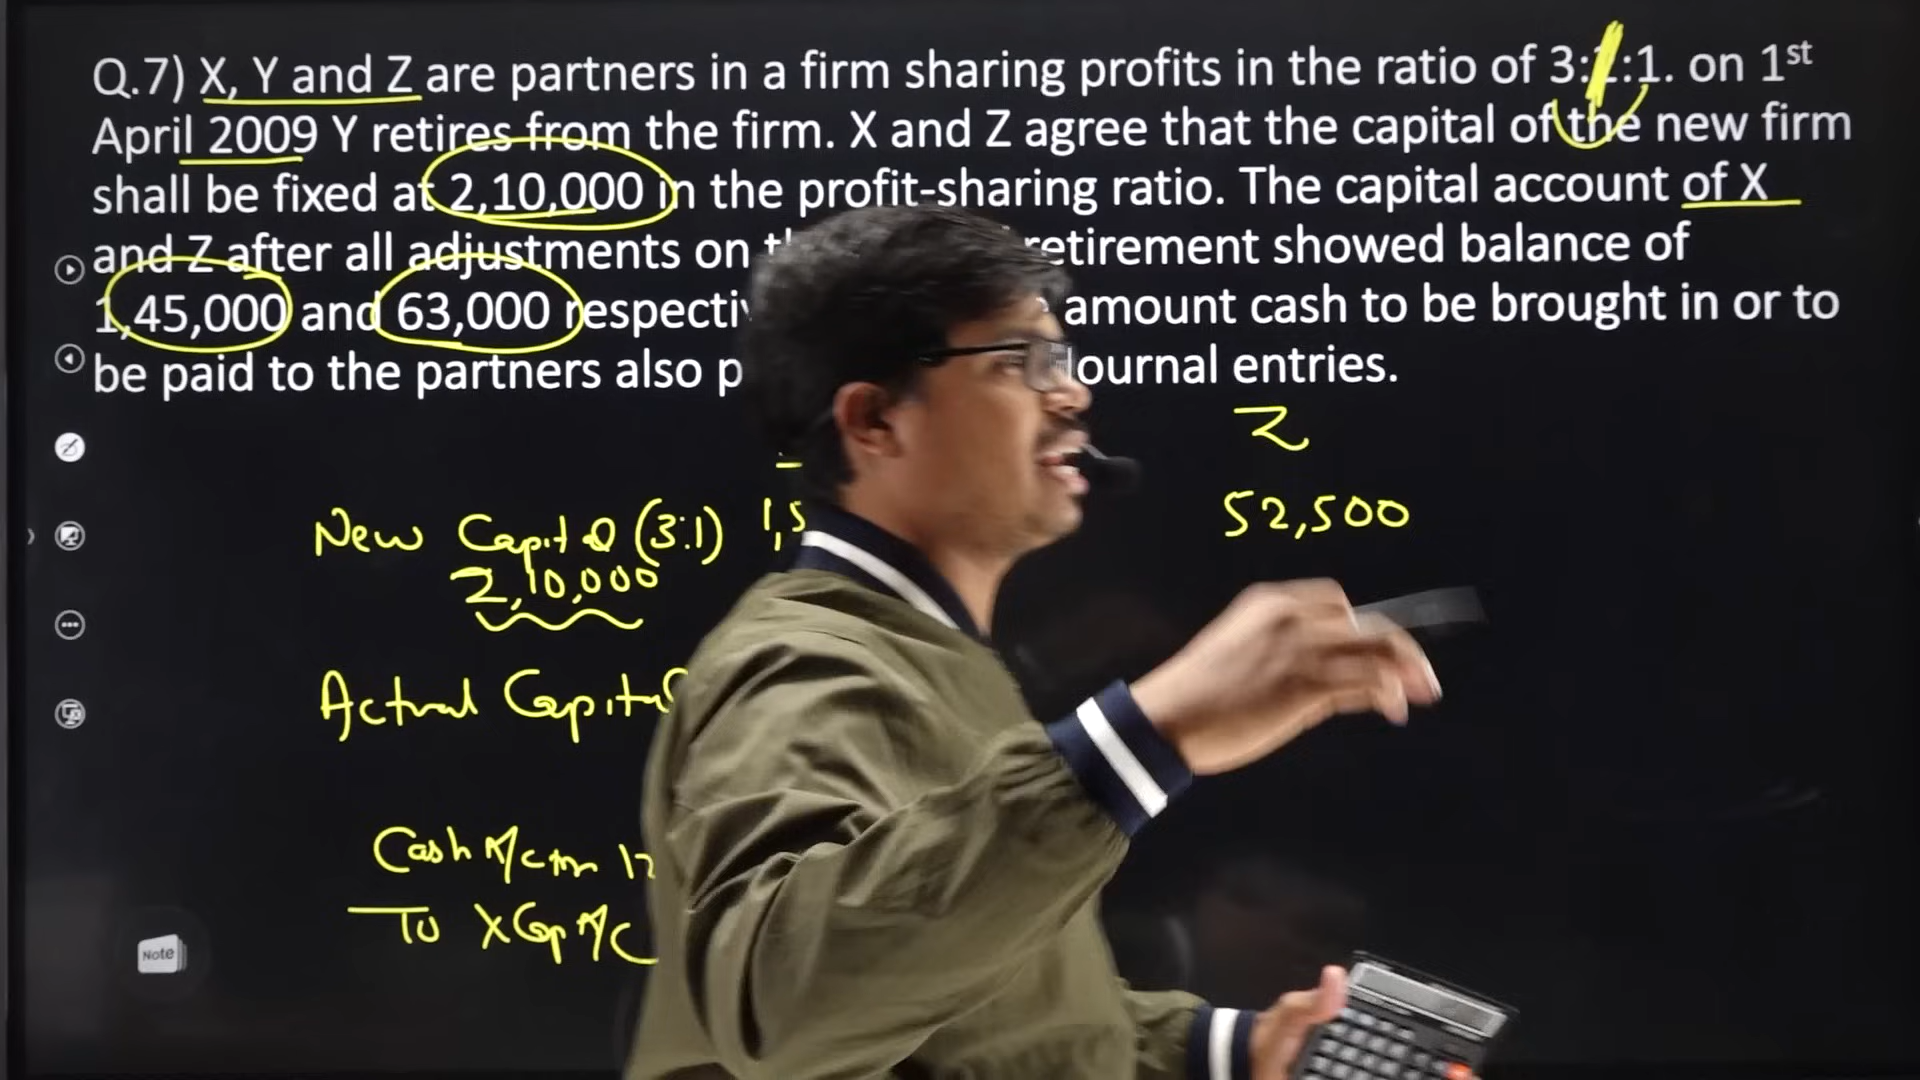 Q.7) X, Y and Z are partners in a firm sharing profits in the ratio of 3: :1. on 1st
April 2009 Y retires from the firm. X and Z agree that the capital of the new firm
shall be fixed at 2,10,000 in the profit-sharing ratio. The capital account of X
and Z after all adjustments on retirement showed balance of
1,45,000 and 63,000 amount cash to be brought in or to
be paid to the partners also Journal entries.
Z
New Capital (3:1) 52,500
2,10,000
Actual Capital
Cash A/c
To X Cap A/c
Note